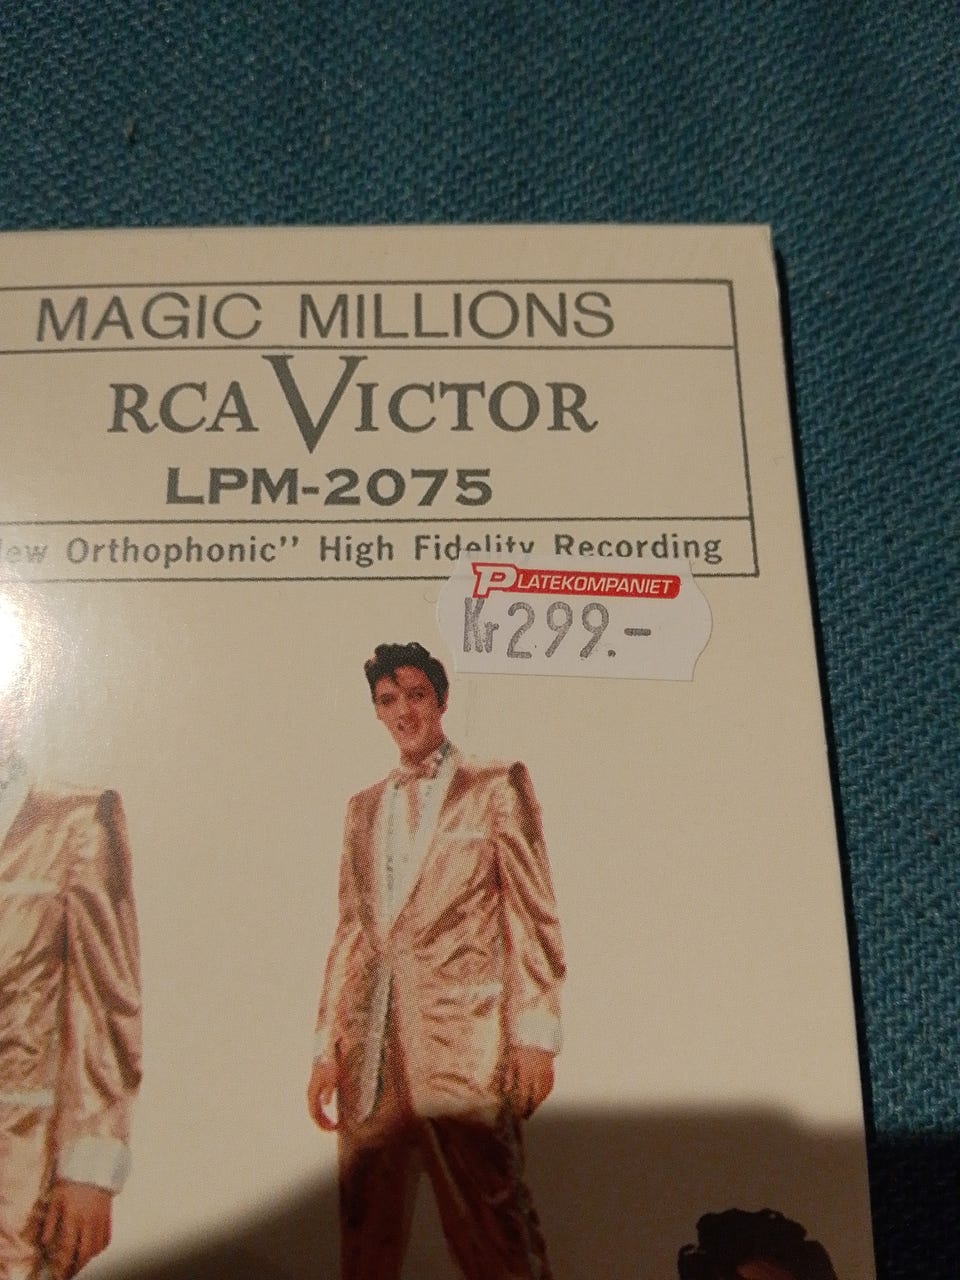 MAGIC MILLIONS
RCA VICTOR
LPM-2075
Orthophonic" High Fidelity Recording
PLATEKOMPANIET
Kr 299.-